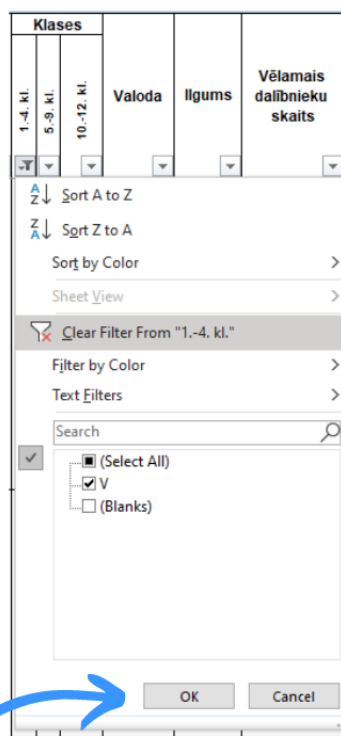 Klases
1.-4. kl.
5.-9. kl.
10.-12. kl.
Valoda
Ilgums
Vēlamais
dalībnieku
skaits
Sort A to Z
Sort Z to A
Sort by Color
Sheet View
Clear Filter From "1.-4. kl."
Filter by Color
Text Filters
Search
(Select All)
V
(Blanks)
OK
Cancel